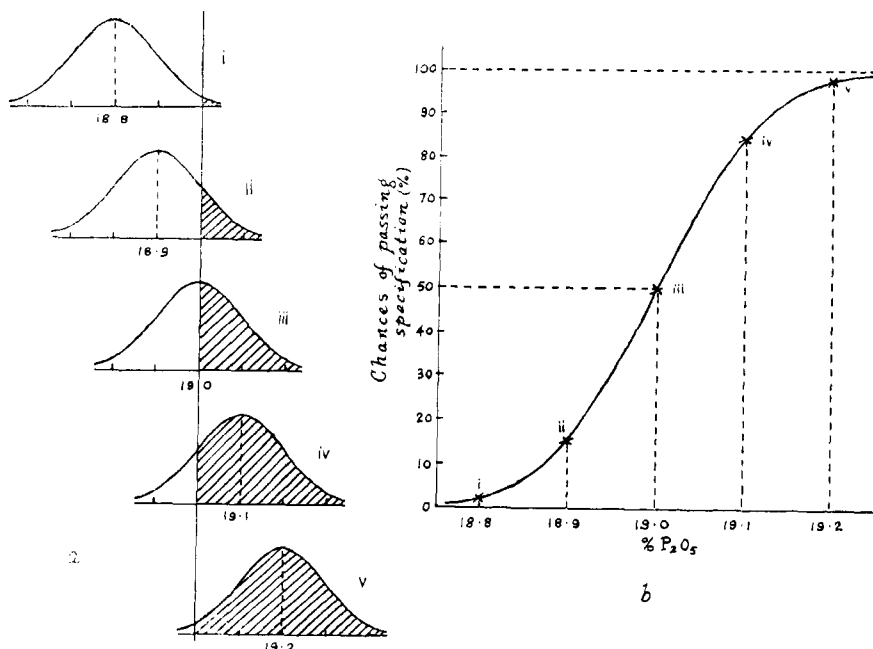 i
18·8
ii
18·9
iii
19·0
iv
19·1
a
v
19·2
Chances of passing
specification (%)
100
90
80
70
60
50
40
30
20
10
0
i
ii
iii
iv
v
18·8
18·9
19·0
19·1
19·2
% P₂O₅
b